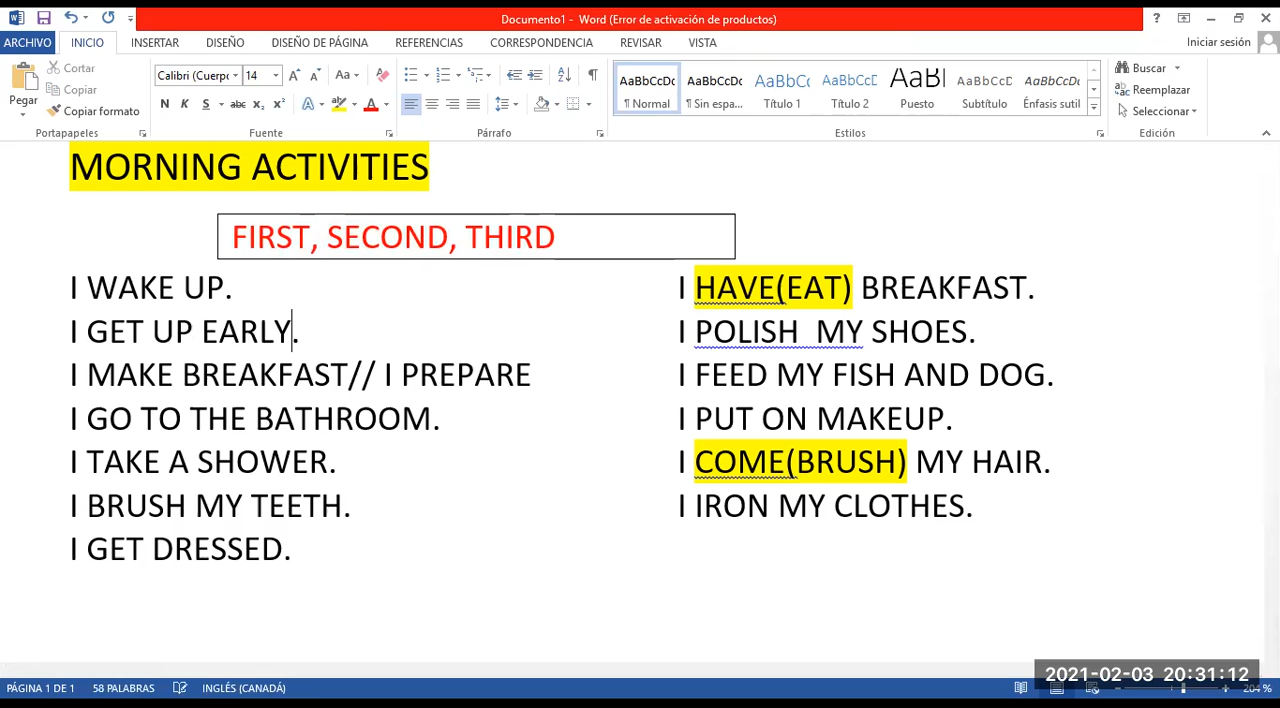 Documento1 - Word (Error de activación de productos)
ARCHIVO INICIO INSERTAR DISEÑO DISEÑO DE PÁGINA REFERENCIAS CORRESPONDENCIA REVISAR VISTA Iniciar sesión
Pegar Cortar Copiar Copiar formato
Calibri (Cuerpo 14
N K S abc x₂ x²
AaBbCcDc AaBbCcDc AaBbCc AaBbCcD AaBl AaBbCcD AaBbCcDc
¶ Normal ¶ Sin espa... Título 1 Título 2 Puesto Subtítulo Énfasis sutil
Buscar
Reemplazar
Seleccionar
Portapapeles Fuente Párrafo Estilos Edición
MORNING ACTIVITIES
FIRST, SECOND, THIRD
I WAKE UP.
I GET UP EARLY.
I MAKE BREAKFAST// I PREPARE
I GO TO THE BATHROOM.
I TAKE A SHOWER.
I BRUSH MY TEETH.
I GET DRESSED.
I HAVE(EAT) BREAKFAST.
I POLISH  MY SHOES.
I FEED MY FISH AND DOG.
I PUT ON MAKEUP.
I COME(BRUSH) MY HAIR.
I IRON MY CLOTHES.
PÁGINA 1 DE 1 58 PALABRAS INGLÉS (CANADÁ) 204 %
2021-02-03 20:31:12